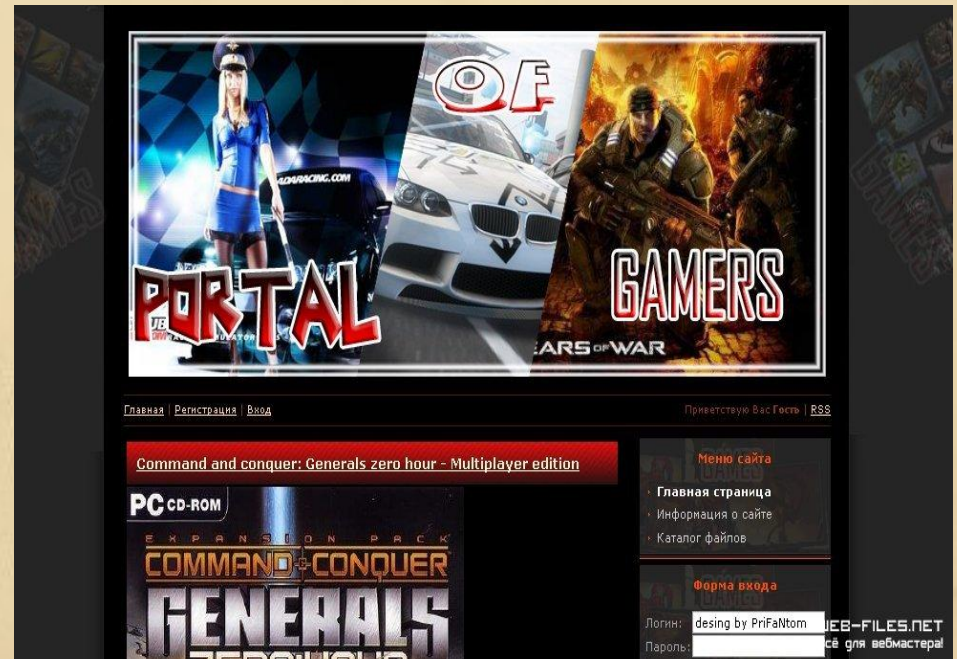 OF
ADARACING.COM
PORTAL
GAMERS
EARS OF WAR
Главная | Регистрация | Вход
Приветствую Вас Гость | RSS
Command and conquer: Generals zero hour - Multiplayer edition
PC CD-ROM
EXPANSION PACK
COMMAND & CONQUER
GENERALS
ZERO HOUR
Меню сайта
Главная страница
Информация о сайте
Каталог файлов
Форма входа
Логин: desing by PriFaNtom
Пароль:
WEB-FILES.NET
всё для вебмастера!